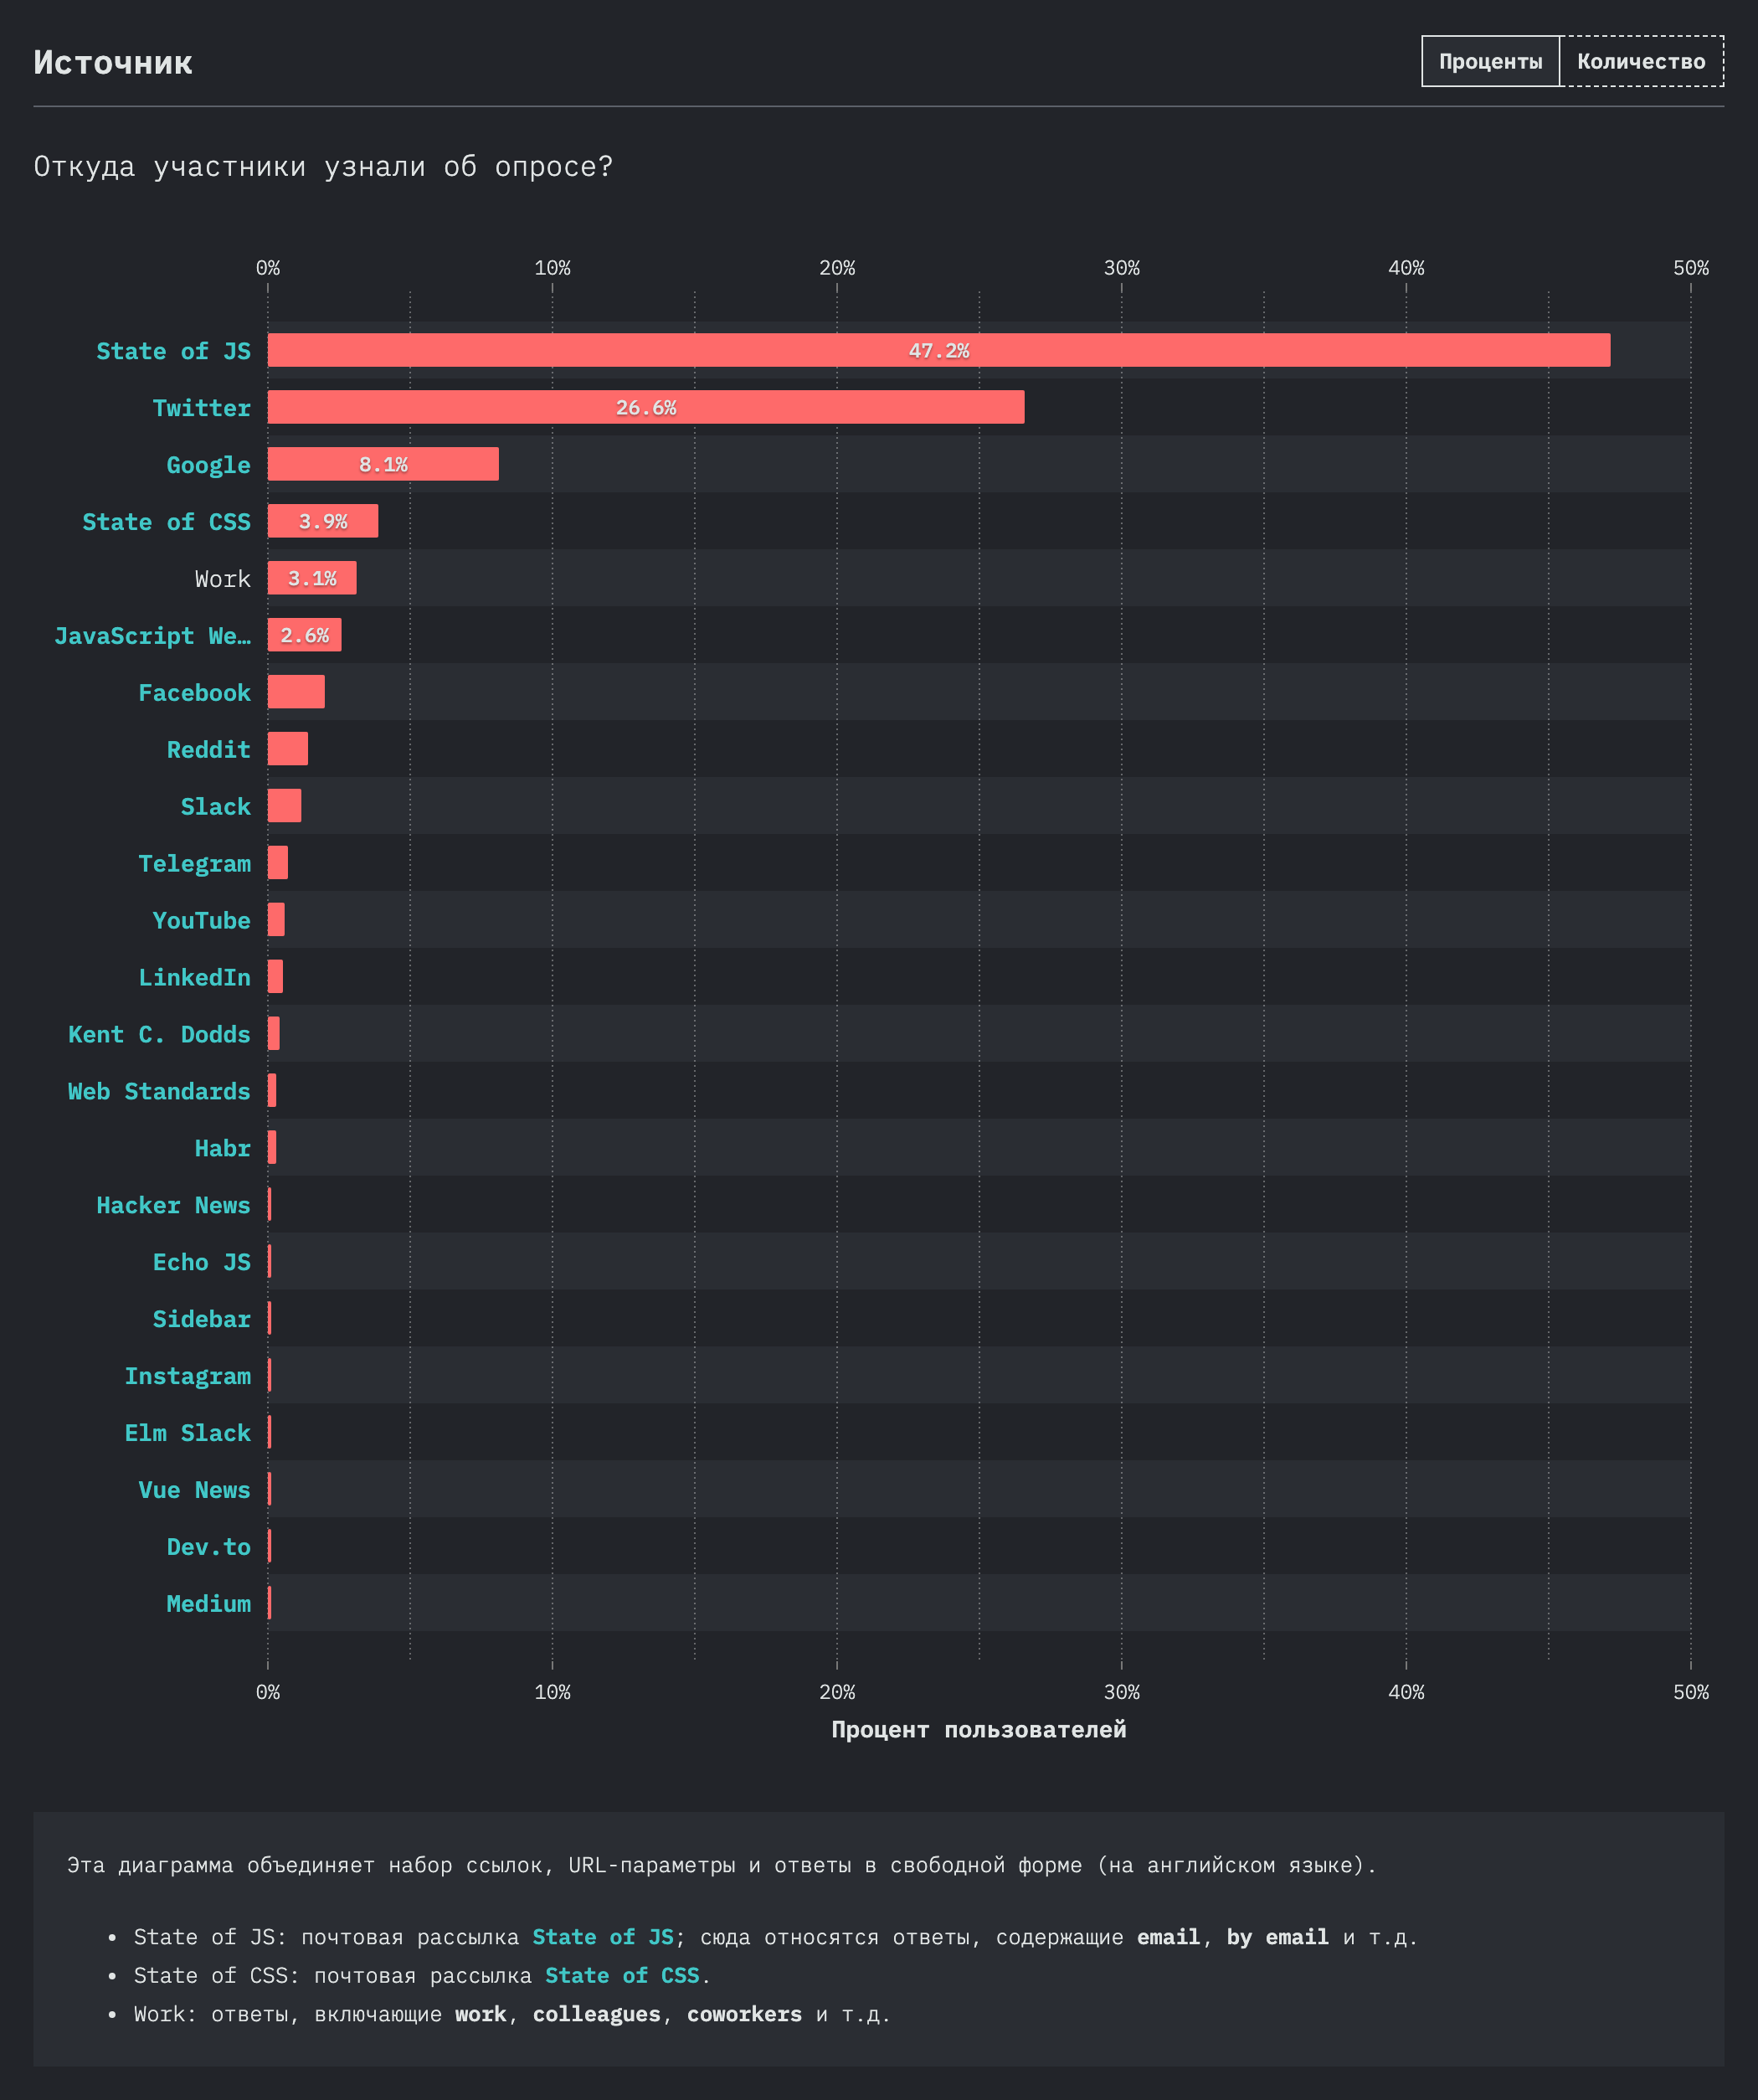 Источник
Проценты Количество
Откуда участники узнали об опросе?
0% 10% 20% 30% 40% 50%
State of JS 47.2%
Twitter 26.6%
Google 8.1%
State of CSS 3.9%
Work 3.1%
JavaScript We… 2.6%
Facebook
Reddit
Slack
Telegram
YouTube
LinkedIn
Kent C. Dodds
Web Standards
Habr
Hacker News
Echo JS
Sidebar
Instagram
Elm Slack
Vue News
Dev.to
Medium
0% 10% 20% 30% 40% 50%
Процент пользователей
Эта диаграмма объединяет набор ссылок, URL-параметры и ответы в свободной форме (на английском языке).
• State of JS: почтовая рассылка State of JS; сюда относятся ответы, содержащие email, by email и т.д.
• State of CSS: почтовая рассылка State of CSS.
• Work: ответы, включающие work, colleagues, coworkers и т.д.